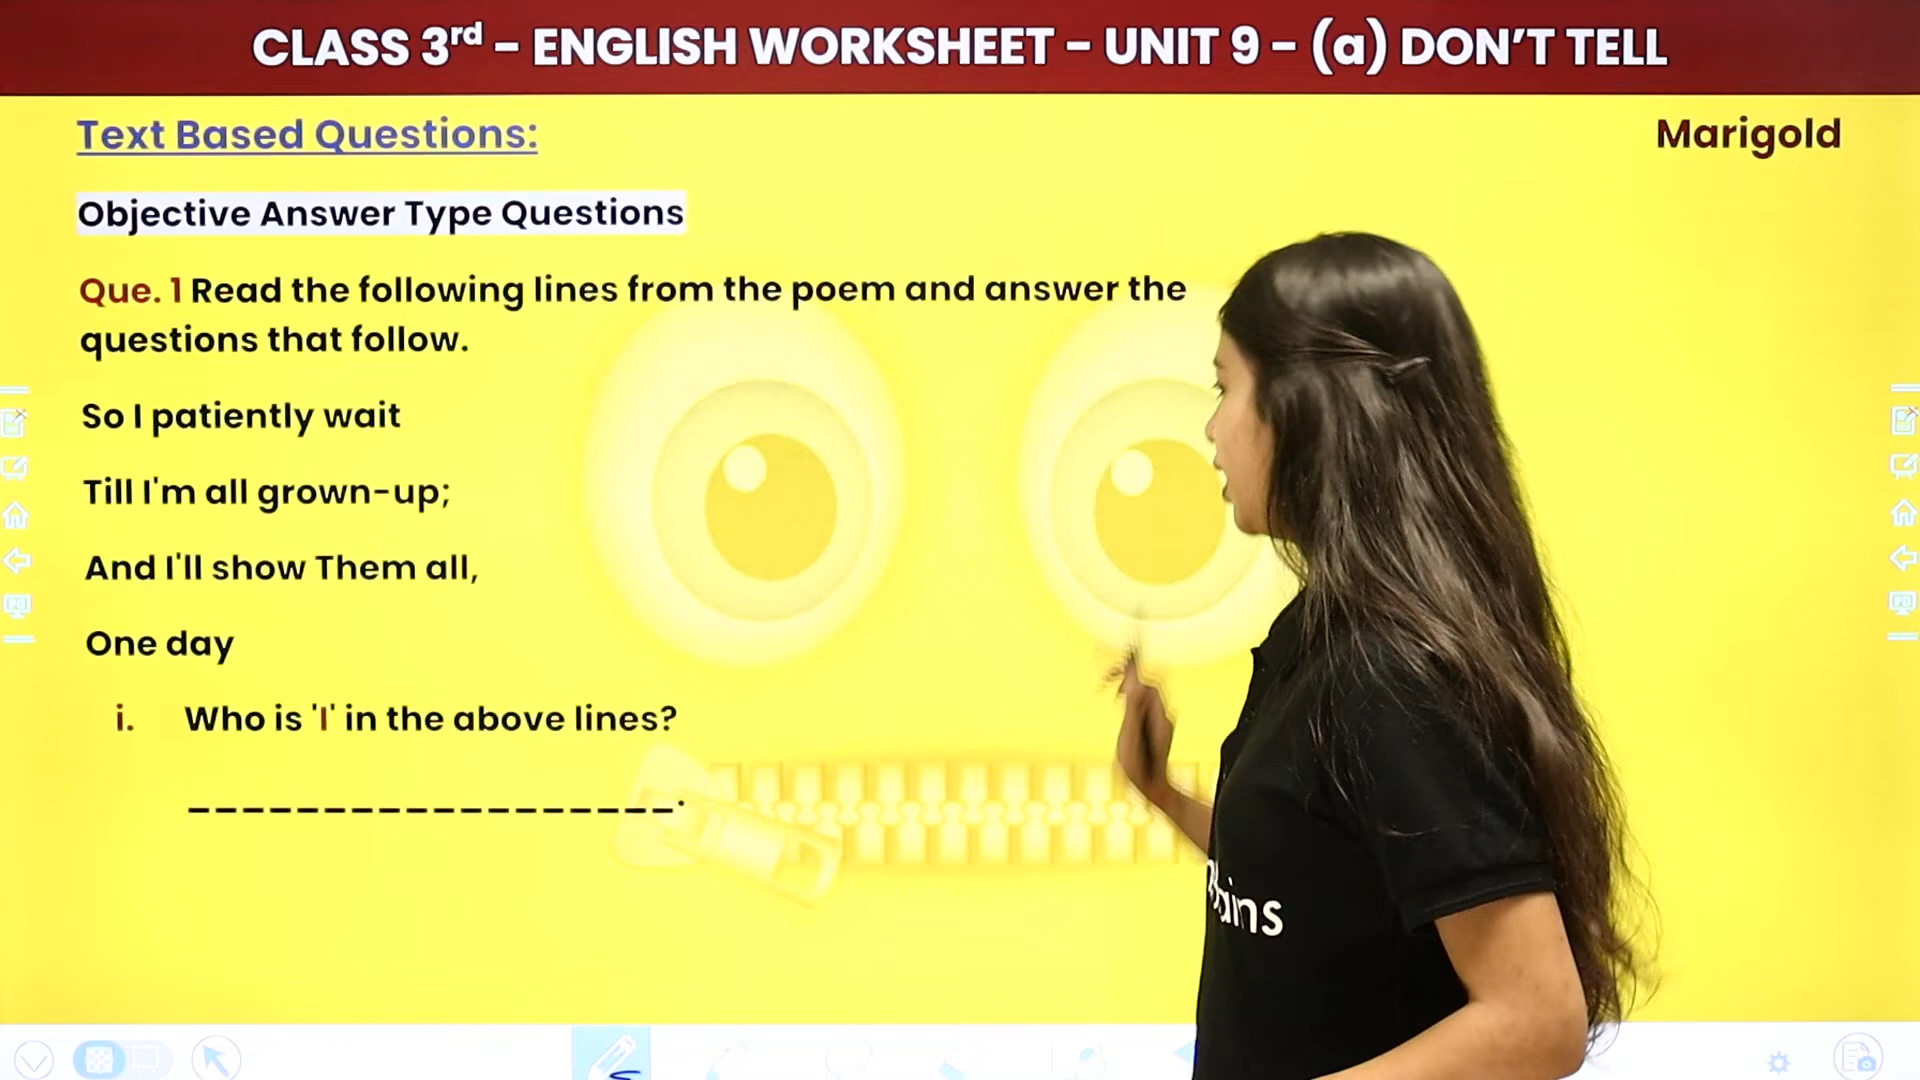 CLASS 3rd – ENGLISH WORKSHEET – UNIT 9 – (a) DON'T TELL
Text Based Questions:
Marigold
Objective Answer Type Questions
Que. 1 Read the following lines from the poem and answer the
questions that follow.
So I patiently wait
Till I'm all grown-up;
And I'll show Them all,
One day
i. Who is 'I' in the above lines?
__________________.